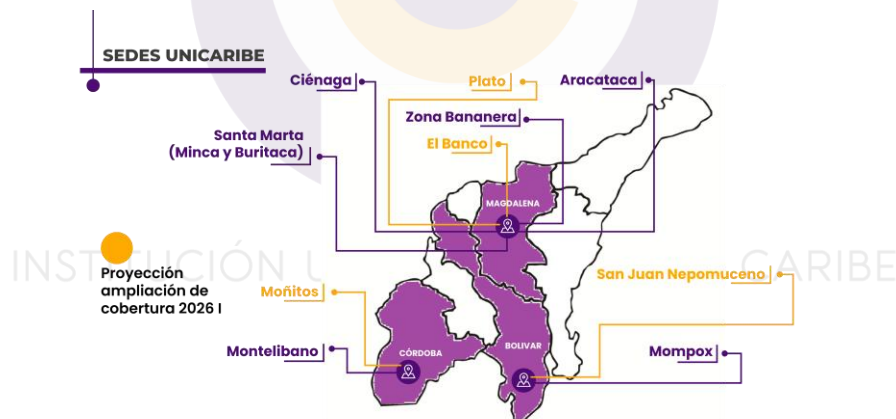 SEDES UNICARIBE
Ciénaga
Plato
Aracataca
Zona Bananera
Santa Marta
(Minca y Buritaca)
El Banco
MAGDALENA
INSTITUCIÓN U
CARIBE
Proyección
ampliación de
cobertura 2026 I
San Juan Nepomuceno
Moñitos
Montelibano
CÓRDOBA
BOLIVAR
Mompox